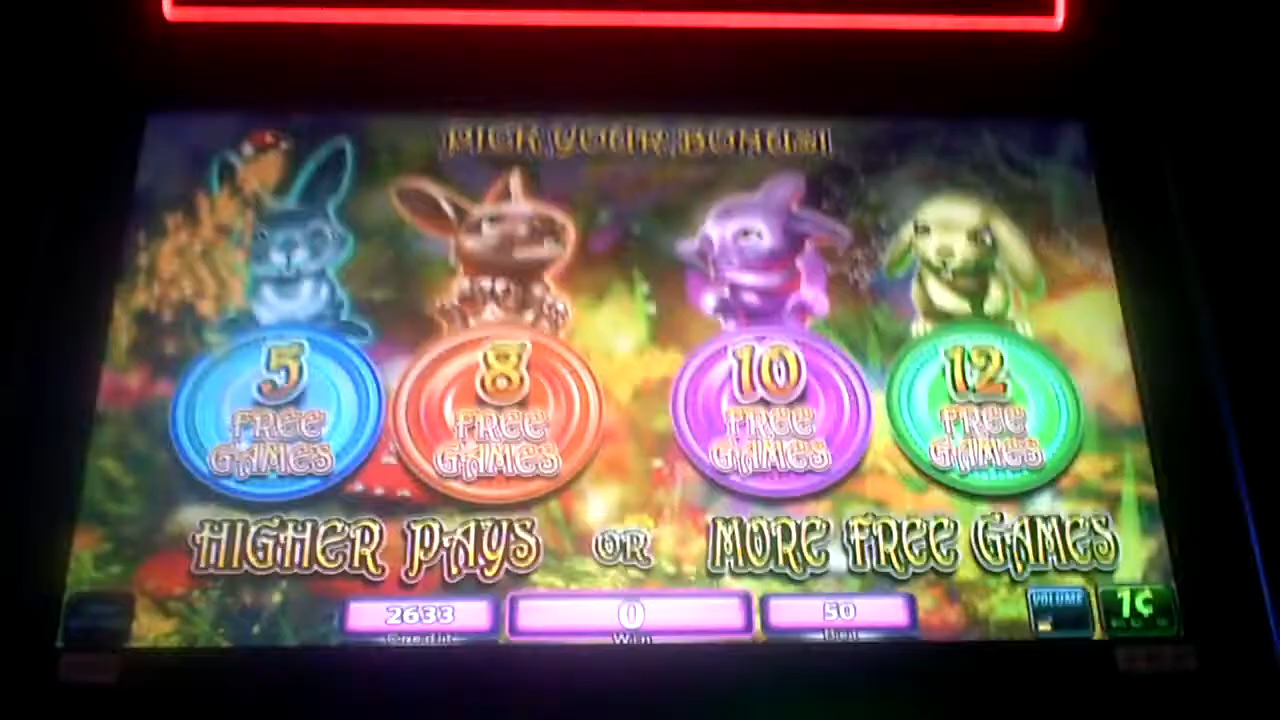 PICK YOUR BONUS!
5
FREE
GAMES
8
FREE
GAMES
10
FREE
GAMES
12
FREE
GAMES
HIGHER PAYS OR MORE FREE GAMES
2633
0
50
Win
VOLUME
1¢